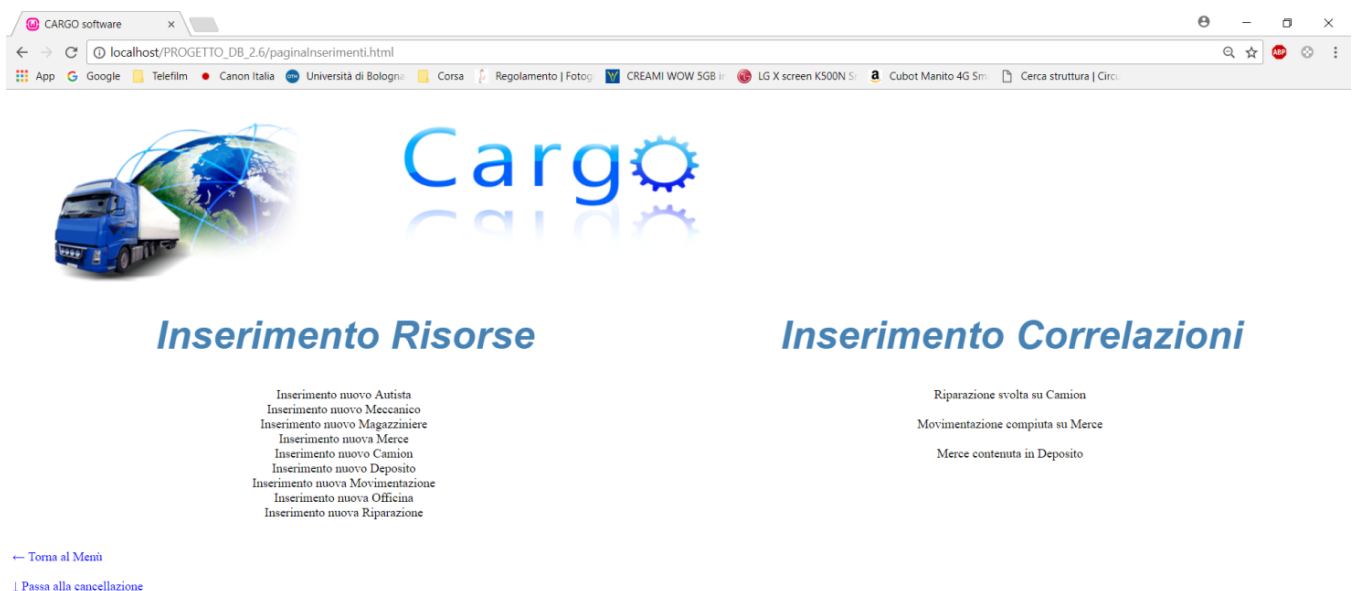 CARGO software
localhost/PROGETTO_DB_2.6/paginaInserimenti.html
ABP
App Google Telefilm Canon Italia Università di Bologna Corsa Regolamento | Fotog CREAMI WOW 5GB in LG X screen K500N Cubot Manito 4G Sm Cerca struttura | Circ
Cargo
Inserimento Risorse
Inserimento nuovo Autista
Inserimento nuovo Meccanico
Inserimento nuovo Magazziniere
Inserimento nuova Merce
Inserimento nuovo Camion
Inserimento nuovo Deposito
Inserimento nuova Movimentazione
Inserimento nuova Officina
Inserimento nuova Riparazione
Inserimento Correlazioni
Riparazione svolta su Camion
Movimentazione compiuta su Merce
Merce contenuta in Deposito
← Torna al Menù
⊥ Passa alla cancellazione